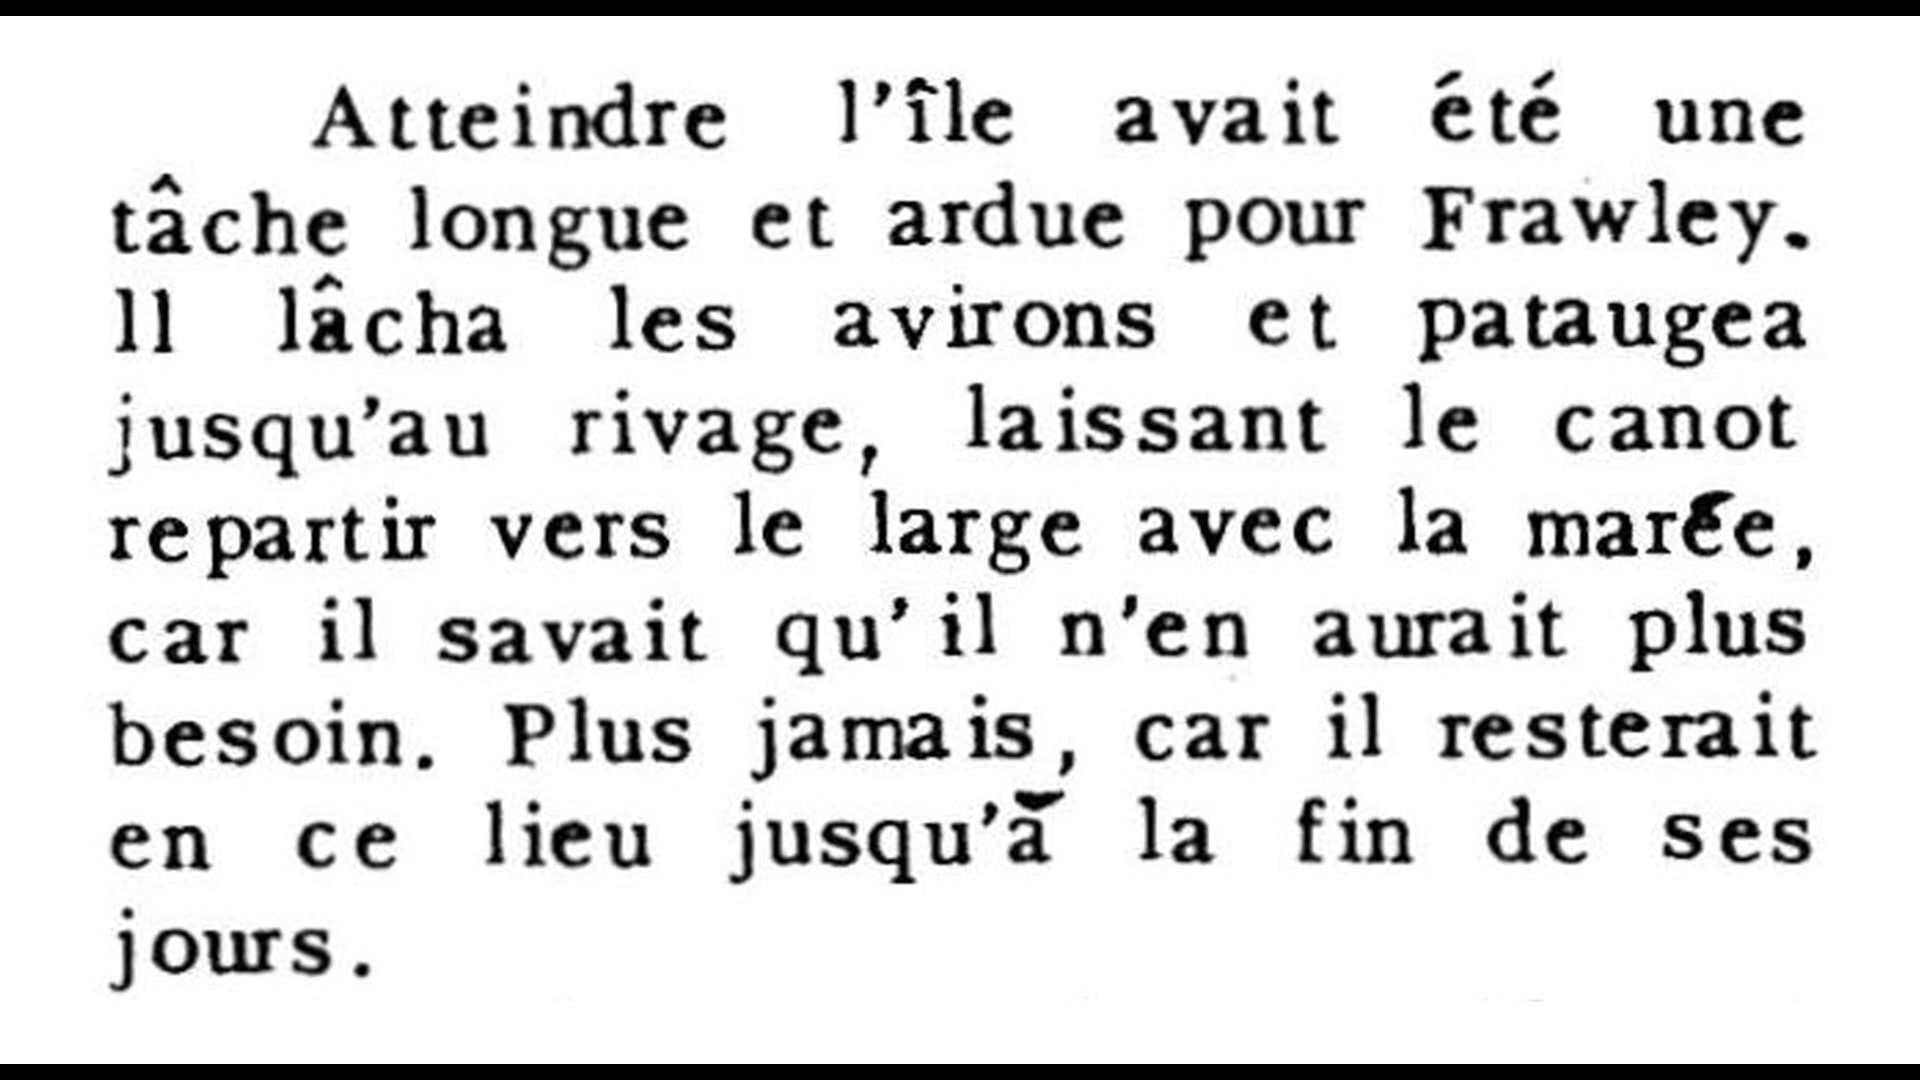 Atteindre l'île avait été une
tâche longue et ardue pour Frawley.
Il lâcha les avirons et pataugea
jusqu'au rivage, laissant le canot
repartir vers le large avec la marée,
car il savait qu'il n'en aurait plus
besoin. Plus jamais, car il resterait
en ce lieu jusqu'à la fin de ses
jours.